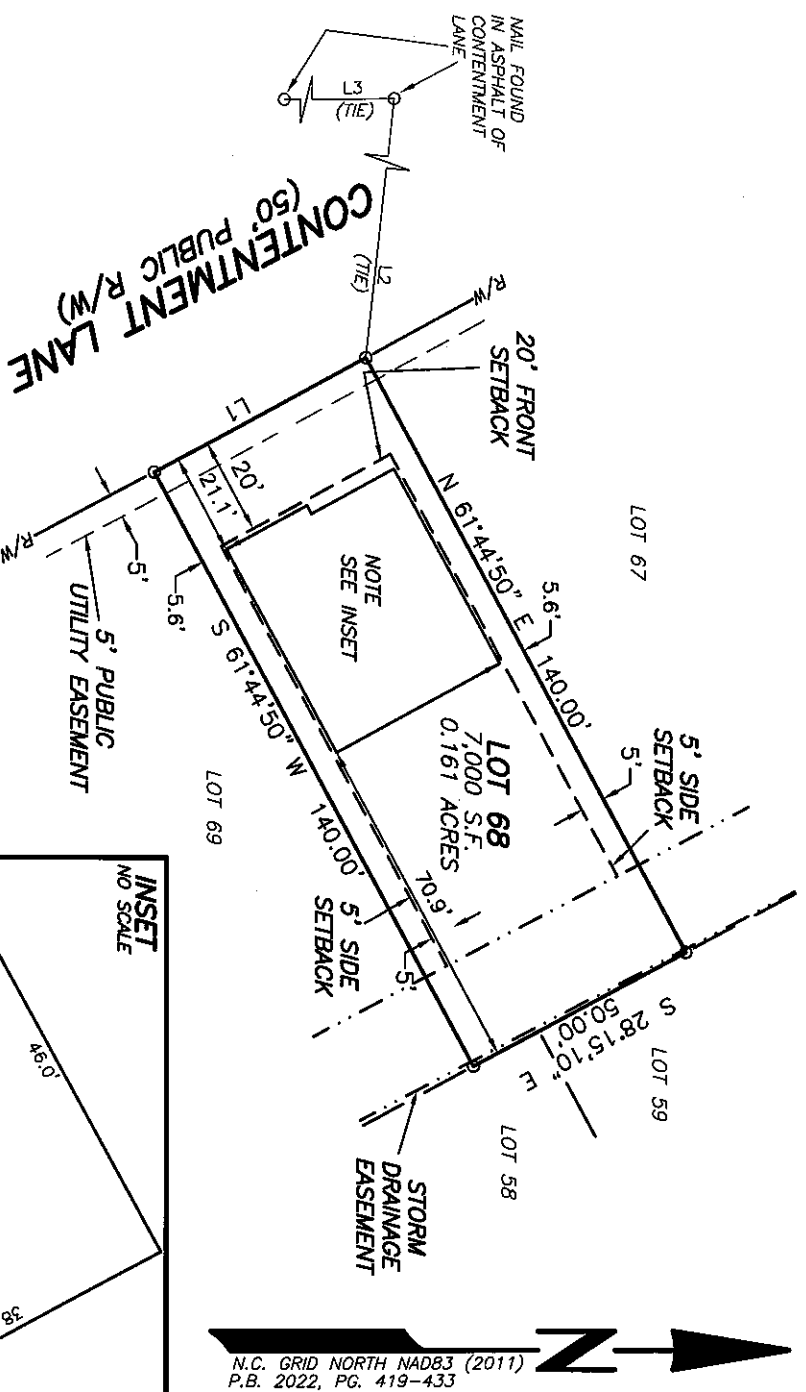 NAIL FOUND
IN ASPHALT OF
CONTENTMENT
LANE
L3
(TIE)
L2
(TIE)
CONTENTMENT LANE
(50' PUBLIC R/W)
R/W
20' FRONT
SETBACK
L1
20'
21.1'
R/W
5'
5.6'
5' PUBLIC
UTILITY EASEMENT
NOTE
SEE INSET
N 61°44'50" E 140.00'
5.6'
LOT 67
5' SIDE
SETBACK
5'
LOT 68
7,000 S.F.
0.161 ACRES
S 61°44'50" W 140.00'
LOT 69
70.9'
5' SIDE
SETBACK
5'
S 28°15'10" E
50.00'
LOT 59
LOT 58
STORM
DRAINAGE
EASEMENT
INSET
NO SCALE
46.0'
38
N
N.C. GRID NORTH NAD83 (2011)
P.B. 2022, PG. 419-433